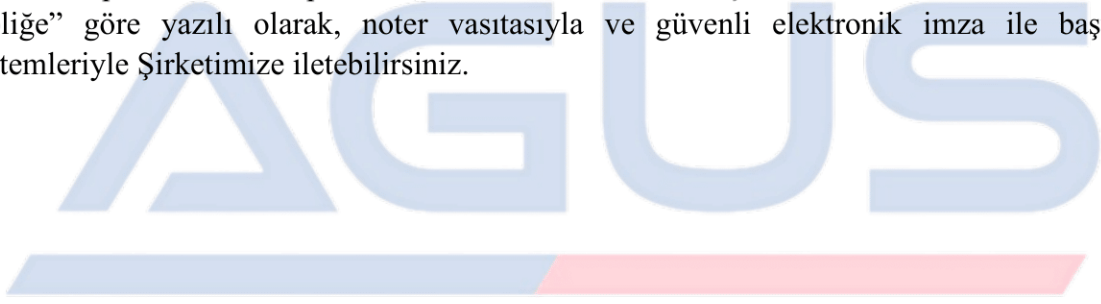 liğe” göre yazılı olarak, noter vasıtasıyla ve güvenli elektronik imza ile baş
temleriyle Şirketimize iletebilirsiniz.
AGUS